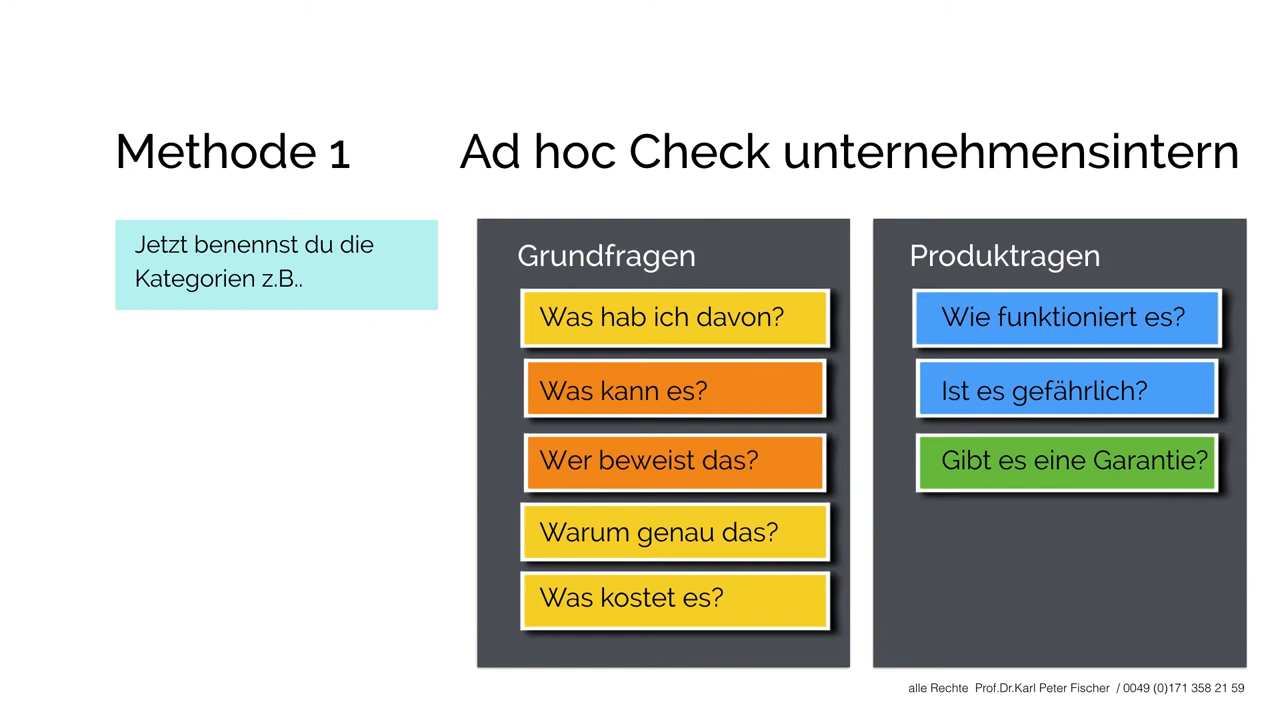 Methode 1
Ad hoc Check unternehmensintern
Jetzt benennst du die
Kategorien z.B..
Grundfragen
Was hab ich davon?
Was kann es?
Wer beweist das?
Warum genau das?
Was kostet es?
Produktragen
Wie funktioniert es?
Ist es gefährlich?
Gibt es eine Garantie?
alle Rechte Prof.Dr.Karl Peter Fischer / 0049 (0)171 358 21 59